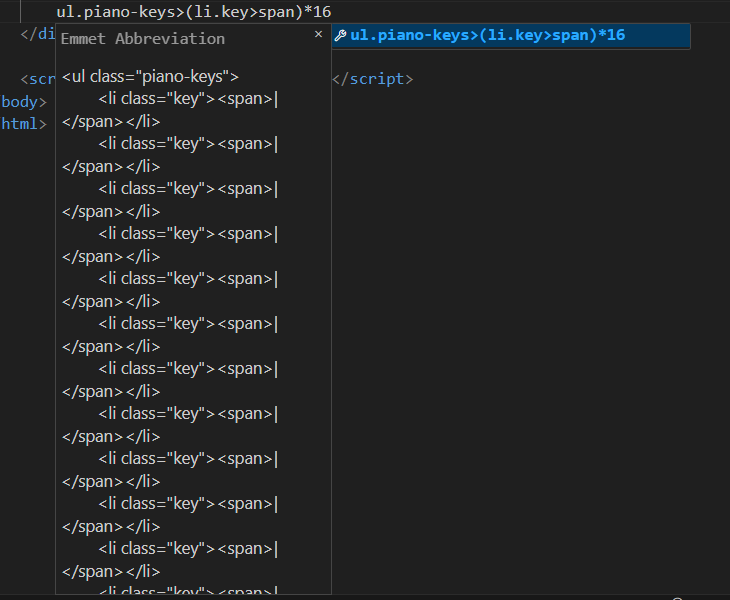 ul.piano-keys>(li.key>span)*16
</di
Emmet Abbreviation × ul.piano-keys>(li.key>span)*16
<ul class="piano-keys">
<scr </script>
<li class="key"><span>|
body>
</span></li>
html>
<li class="key"><span>|
</span></li>
<li class="key"><span>|
</span></li>
<li class="key"><span>|
</span></li>
<li class="key"><span>|
</span></li>
<li class="key"><span>|
</span></li>
<li class="key"><span>|
</span></li>
<li class="key"><span>|
</span></li>
<li class="key"><span>|
</span></li>
<li class="key"><span>|
</span></li>
<li class="key"><span>|
</span></li>
<li class="key"><span>|